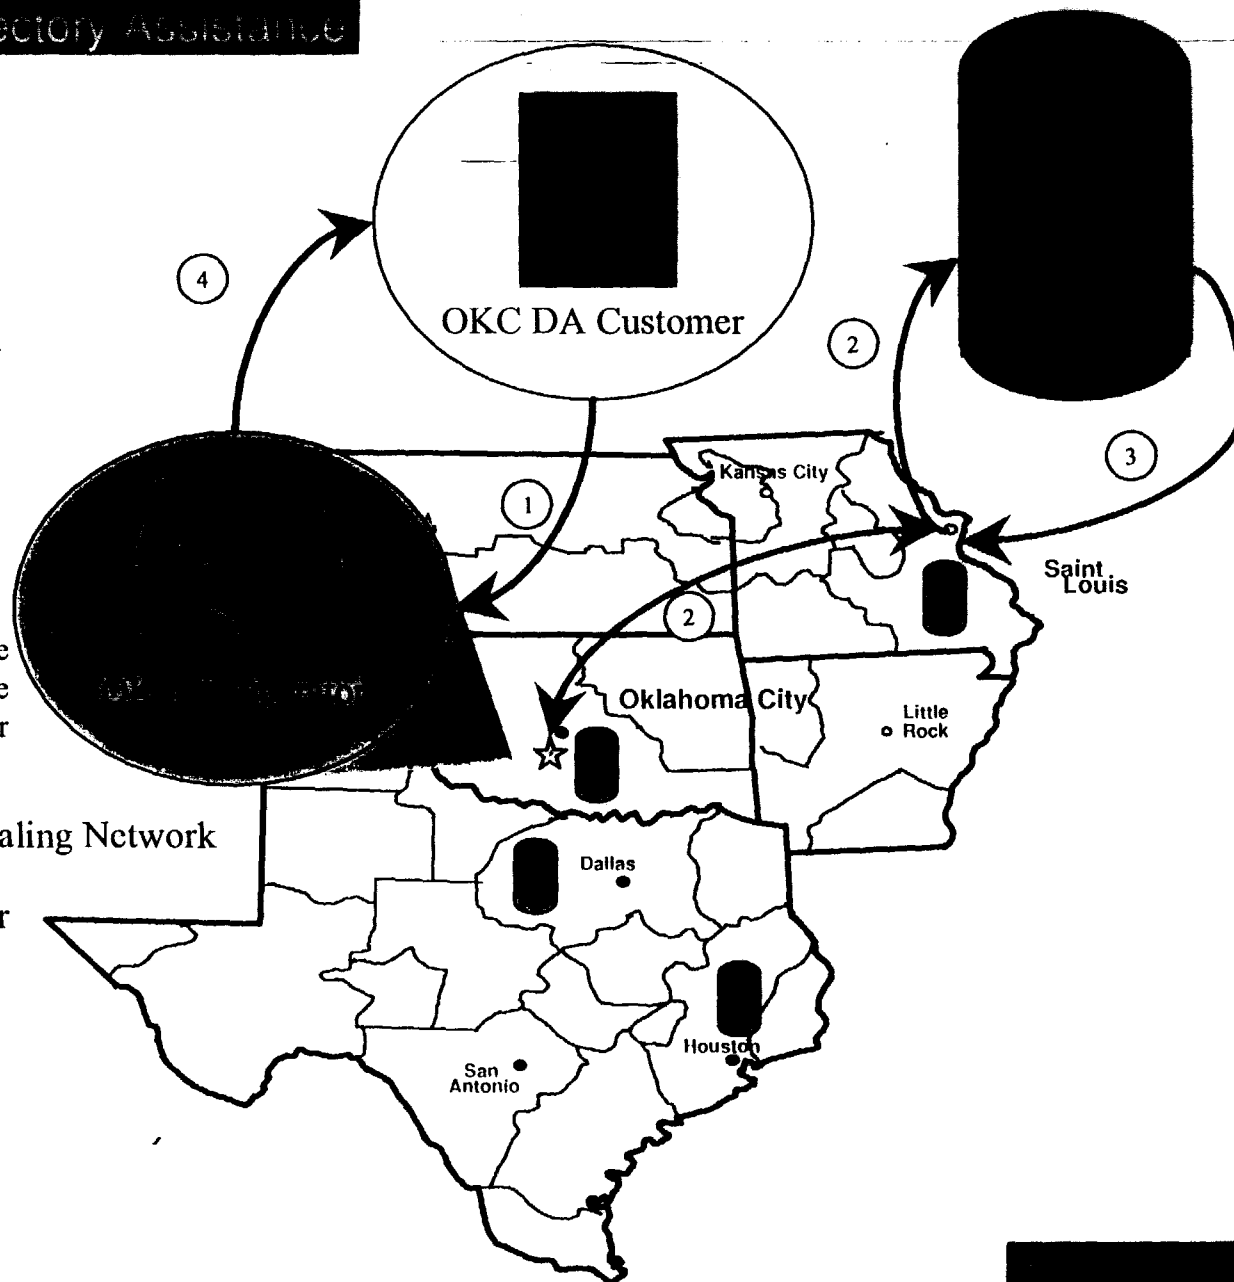 ectory Assistance
OKC DA Customer
4
2
3
1
Kansas City
Saint
Louis
2
e
e
r
Oklahoma City
Little
Rock
aling Network
Dallas
r
Houston
San
Antonio